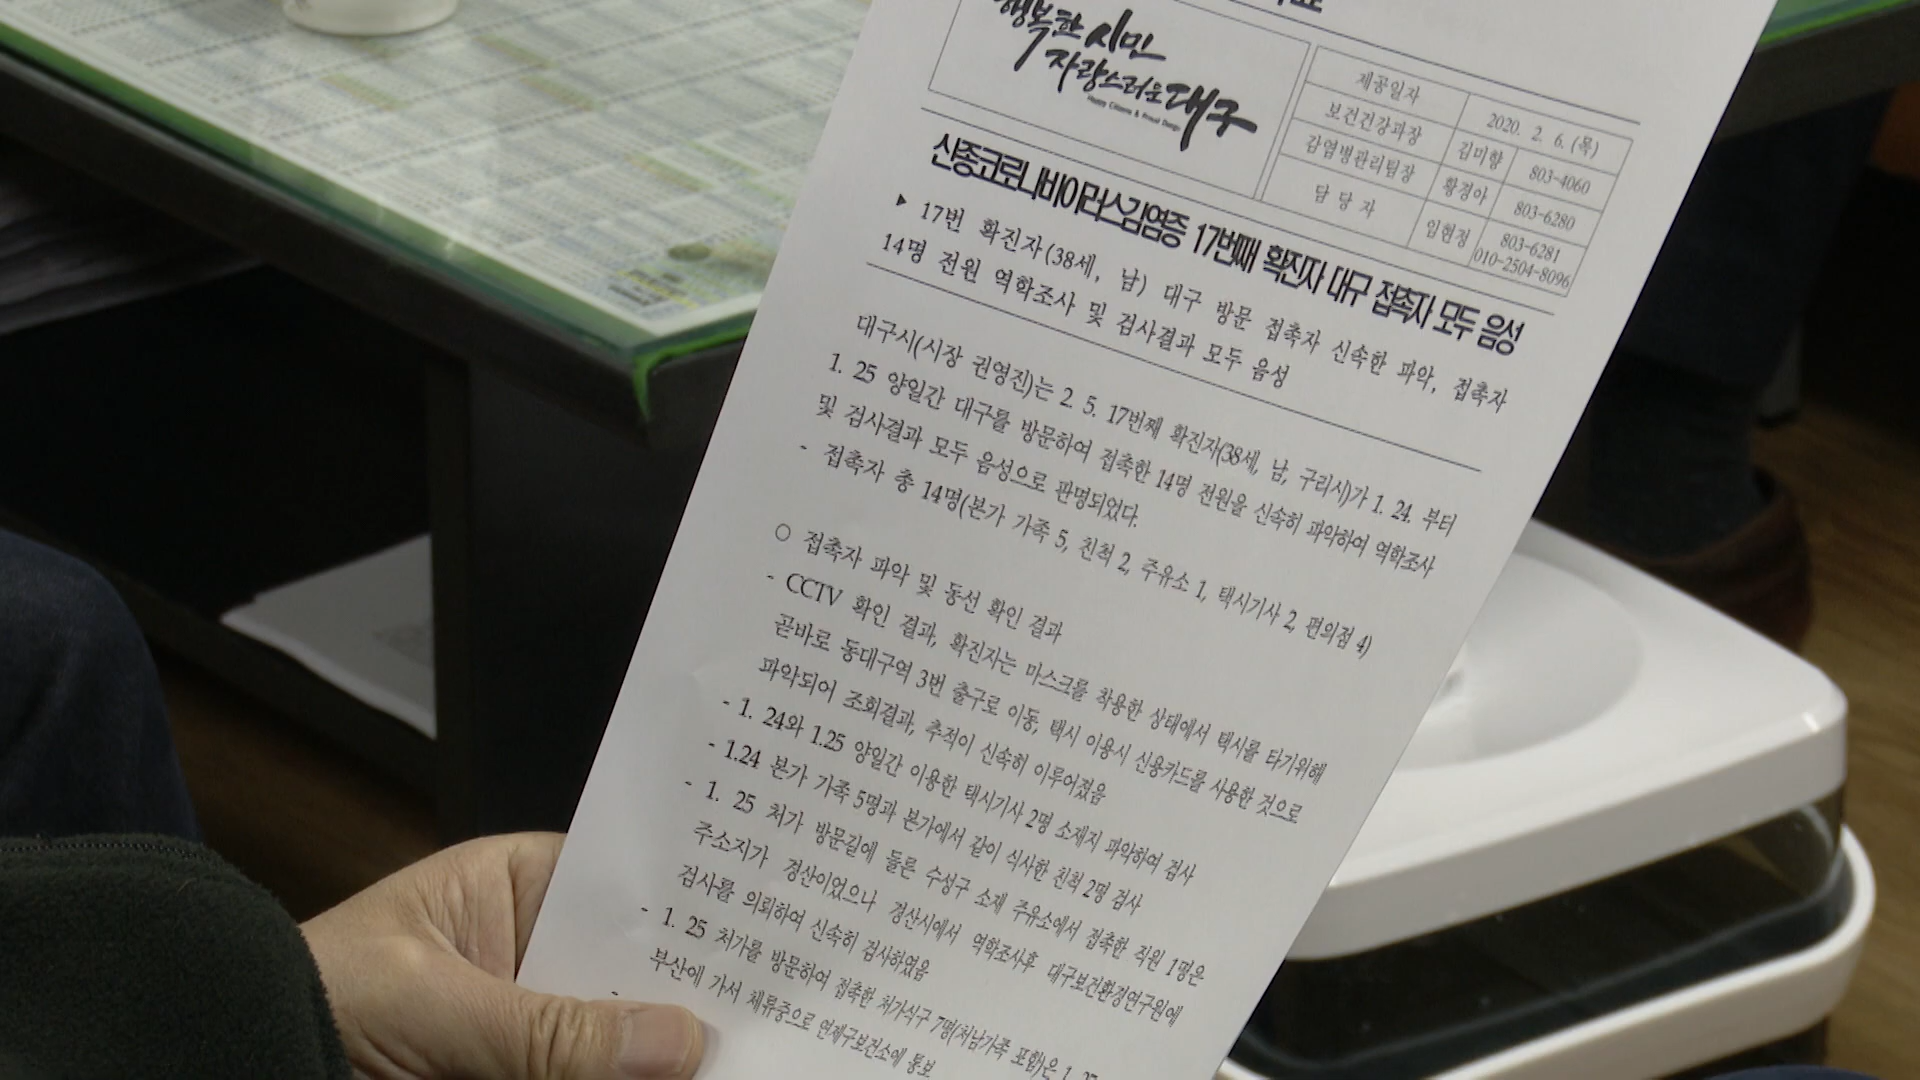 행복한 시민
자랑스러운 대구
Happy Citizens & Proud Daegu
제공일자 2020. 2. 6.(목)
보건건강과장 김미향 803-4060
감염병관리팀장 황경아 803-6280
담 당 자 임현정 803-6281
010-2504-8096
신종코로나바이러스감염증 17번째 확진자 대구 접촉자 모두 음성
▶ 17번 확진자(38세, 남) 대구 방문 접촉자 신속한 파악, 접촉자
14명 전원 역학조사 및 검사결과 모두 음성
대구시(시장 권영진)는 2. 5. 17번째 확진자(38세, 남, 구리시)가 1. 24. 부터
1. 25 양일간 대구를 방문하여 접촉한 14명 전원을 신속히 파악하여 역학조사
및 검사결과 모두 음성으로 판명되었다.
- 접촉자 총 14명(본가 가족 5, 친척 2, 주유소 1, 택시기사 2, 편의점 4)
○ 접촉자 파악 및 동선 확인 결과
- CCTV 확인 결과, 확진자는 마스크를 착용한 상태에서 택시를 타기위해
곧바로 동대구역 3번 출구로 이동, 택시 이용시 신용카드를 사용한 것으로
파악되어 조회결과, 추적이 신속히 이루어졌음
- 1. 24와 1.25 양일간 이용한 택시기사 2명 소재지 파악하여 검사
- 1.24 본가 가족 5명과 본가에서 같이 식사한 친척 2명 검사
- 1. 25 처가 방문길에 들른 수성구 소재 주유소에서 접촉한 직원 1명은
주소지가 경산이었으나 경산시에서 역학조사후 대구보건환경연구원에
검사를 의뢰하여 신속히 검사하였음
- 1. 25 처가를 방문하여 접촉한 처가식구 7명(처남가족 포함)은 1. 27
부산에 가서 체류중으로 연제구보건소에 통보